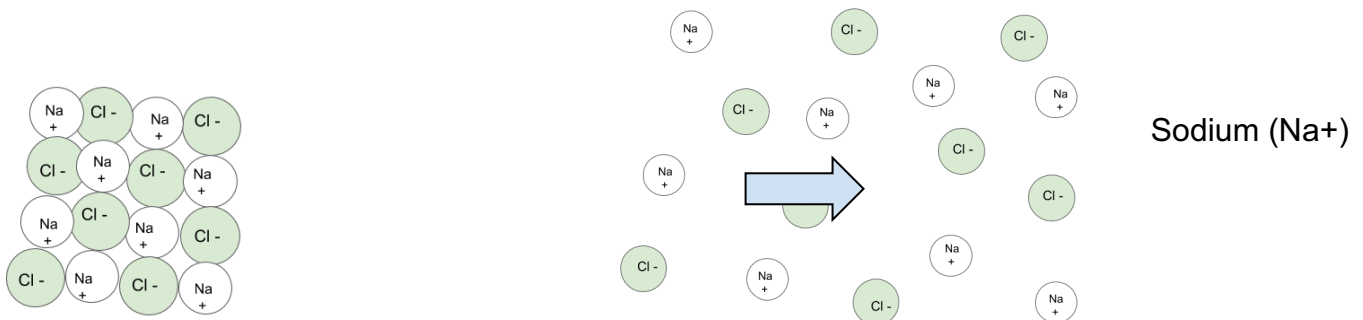 Na
+
Cl -
Na
+
Cl -
Cl -
Na
+
Cl -
Na
+
Na
+
Cl -
Na
+
Cl -
Cl -
Na
+
Cl -
Na
+
Na
+
Cl -
Cl -
Na
+
Na
+
Cl -
Na
+
Cl -
Na
+
Cl -
Cl -
Na
+
Cl -
Na
+
Cl -
Na
+
Sodium (Na+)